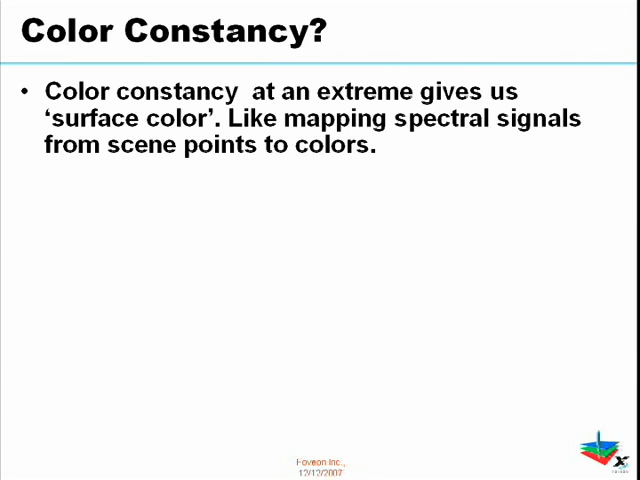 Color Constancy?
• Color constancy at an extreme gives us
‘surface color’. Like mapping spectral signals
from scene points to colors.
Foveon Inc.,
12/12/2007